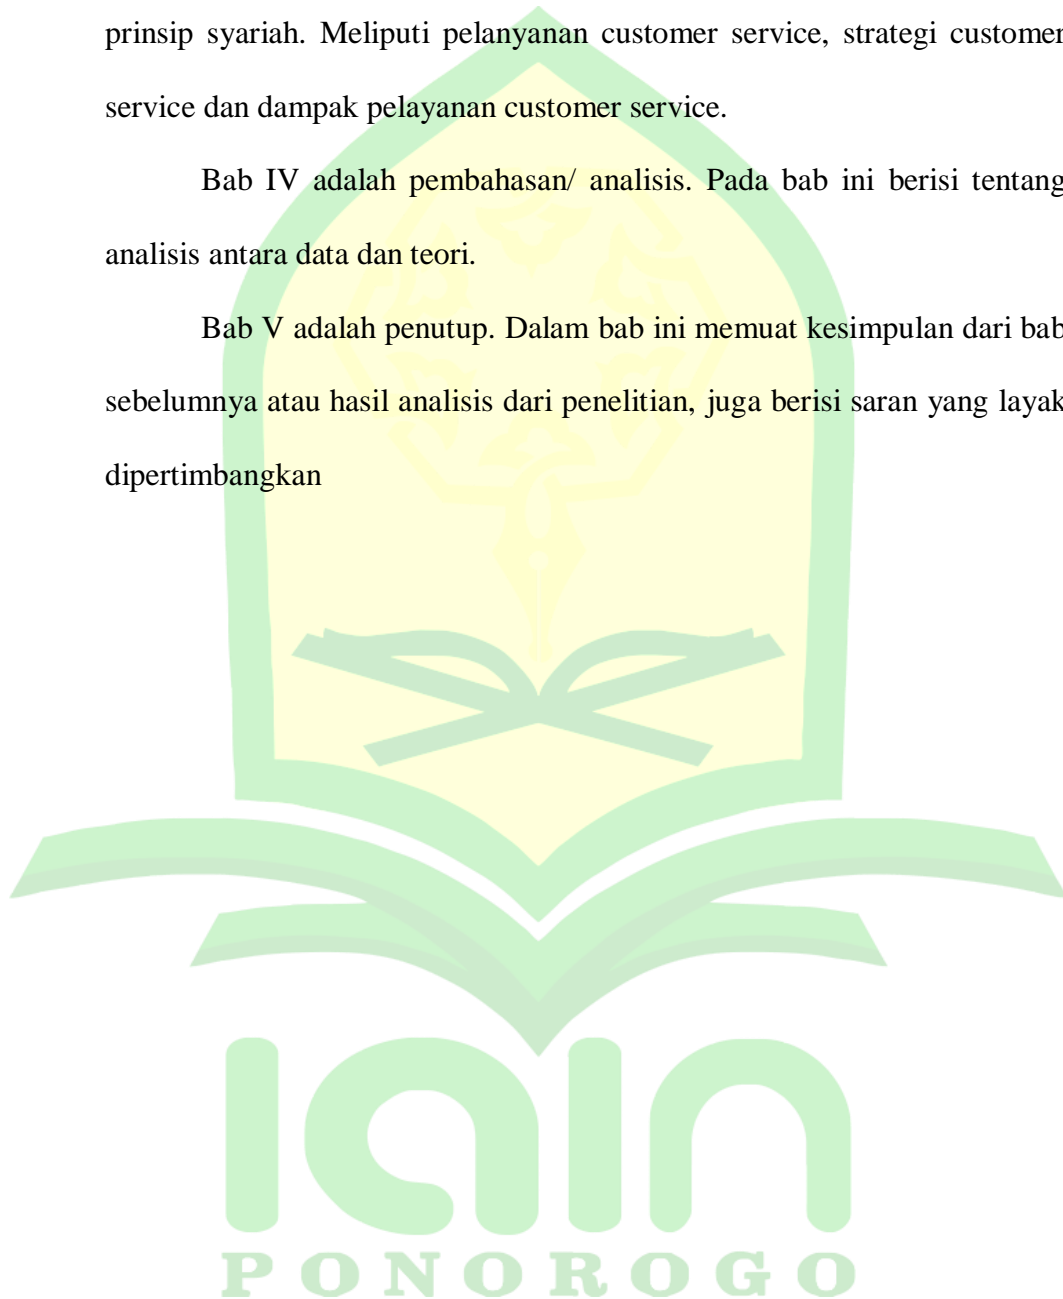 prinsip syariah. Meliputi pelanyanan customer service, strategi customer
service dan dampak pelayanan customer service.
Bab IV adalah pembahasan/ analisis. Pada bab ini berisi tentang
analisis antara data dan teori.
Bab V adalah penutup. Dalam bab ini memuat kesimpulan dari bab
sebelumnya atau hasil analisis dari penelitian, juga berisi saran yang layak
dipertimbangkan
iain
PONOROGO